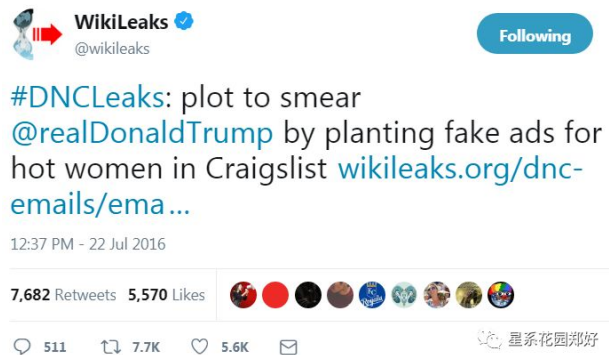 WikiLeaks
@wikileaks
Following
#DNCLeaks: plot to smear
@realDonaldTrump by planting fake ads for
hot women in Craigslist wikileaks.org/dnc-
emails/ema…
12:37 PM - 22 Jul 2016
7,682 Retweets 5,570 Likes
511 7.7K 5.6K
星系花园郑好